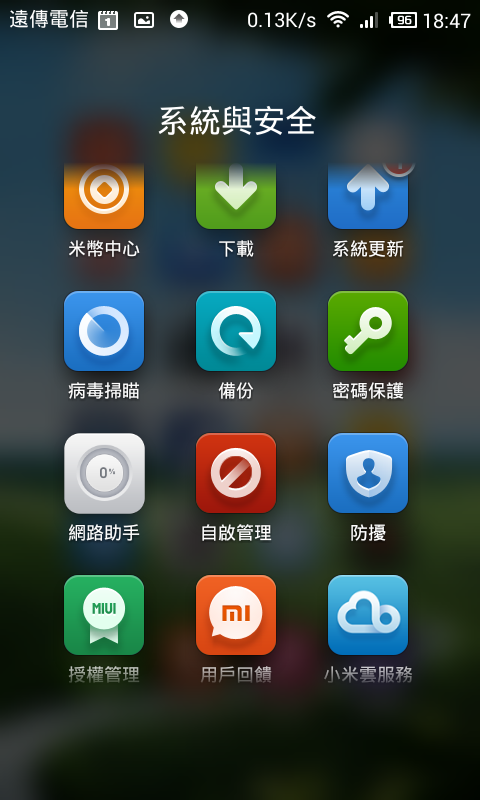 遠傳電信 1 0.13K/s 96 18:47
系統與安全
米幣中心 下載 系統更新
病毒掃瞄 備份 密碼保護
0%
網路助手 自啟管理 防擾
MIUI mi
授權管理 用戶回饋 小米雲服務